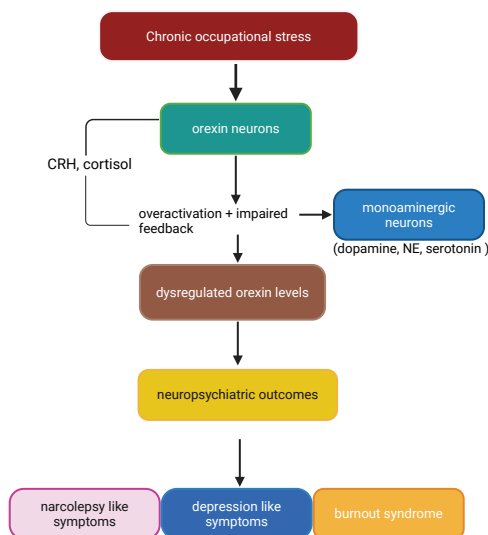 Chronic occupational stress
orexin neurons
CRH, cortisol
overactivation + impaired
feedback
monoaminergic
neurons
(dopamine, NE, serotonin )
dysregulated orexin levels
neuropsychiatric outcomes
narcolepsy like
symptoms
depression like
symptoms
burnout syndrome